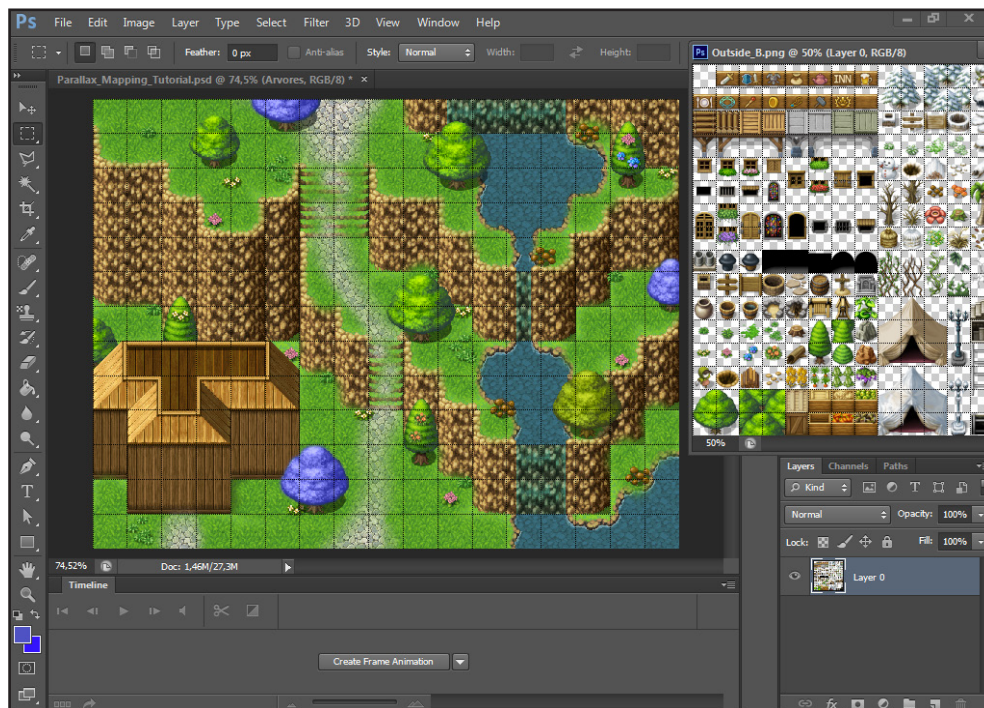 Ps File Edit Image Layer Type Select Filter 3D View Window Help
Feather: 0 px Anti-alias Style: Normal Width: Height:
Parallax_Mapping_Tutorial.psd @ 74,5% (Arvores, RGB/8) * ×
Ps Outside_B.png @ 50% (Layer 0, RGB/8)
INN
50%
Layers Channels Paths
Kind
Normal Opacity: 100%
Lock: Fill: 100%
Layer 0
74,52% Doc: 1,46M/27,3M
Timeline
Create Frame Animation
fx